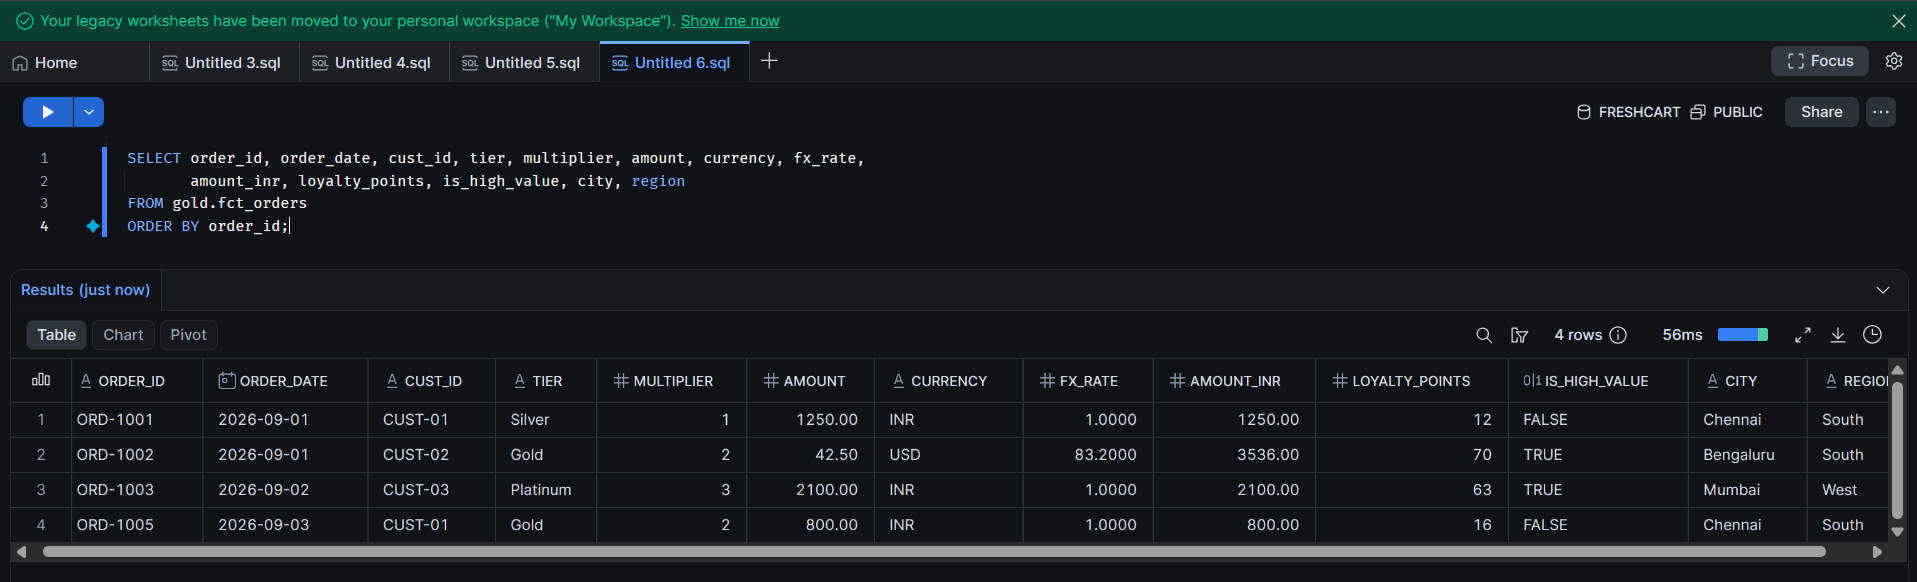 Your legacy worksheets have been moved to your personal workspace ("My Workspace"). Show me now
Home SQL Untitled 3.sql SQL Untitled 4.sql SQL Untitled 5.sql SQL Untitled 6.sql Focus
FRESHCART PUBLIC Share
1 SELECT order_id, order_date, cust_id, tier, multiplier, amount, currency, fx_rate,
2 amount_inr, loyalty_points, is_high_value, city, region
3 FROM gold.fct_orders
4 ORDER BY order_id;
Results (just now)
Table Chart Pivot 4 rows 56ms
A ORDER_ID ORDER_DATE A CUST_ID A TIER # MULTIPLIER # AMOUNT A CURRENCY # FX_RATE # AMOUNT_INR # LOYALTY_POINTS 0|1 IS_HIGH_VALUE A CITY A REGIO
1 ORD-1001 2026-09-01 CUST-01 Silver 1 1250.00 INR 1.0000 1250.00 12 FALSE Chennai South
2 ORD-1002 2026-09-01 CUST-02 Gold 2 42.50 USD 83.2000 3536.00 70 TRUE Bengaluru South
3 ORD-1003 2026-09-02 CUST-03 Platinum 3 2100.00 INR 1.0000 2100.00 63 TRUE Mumbai West
4 ORD-1005 2026-09-03 CUST-01 Gold 2 800.00 INR 1.0000 800.00 16 FALSE Chennai South